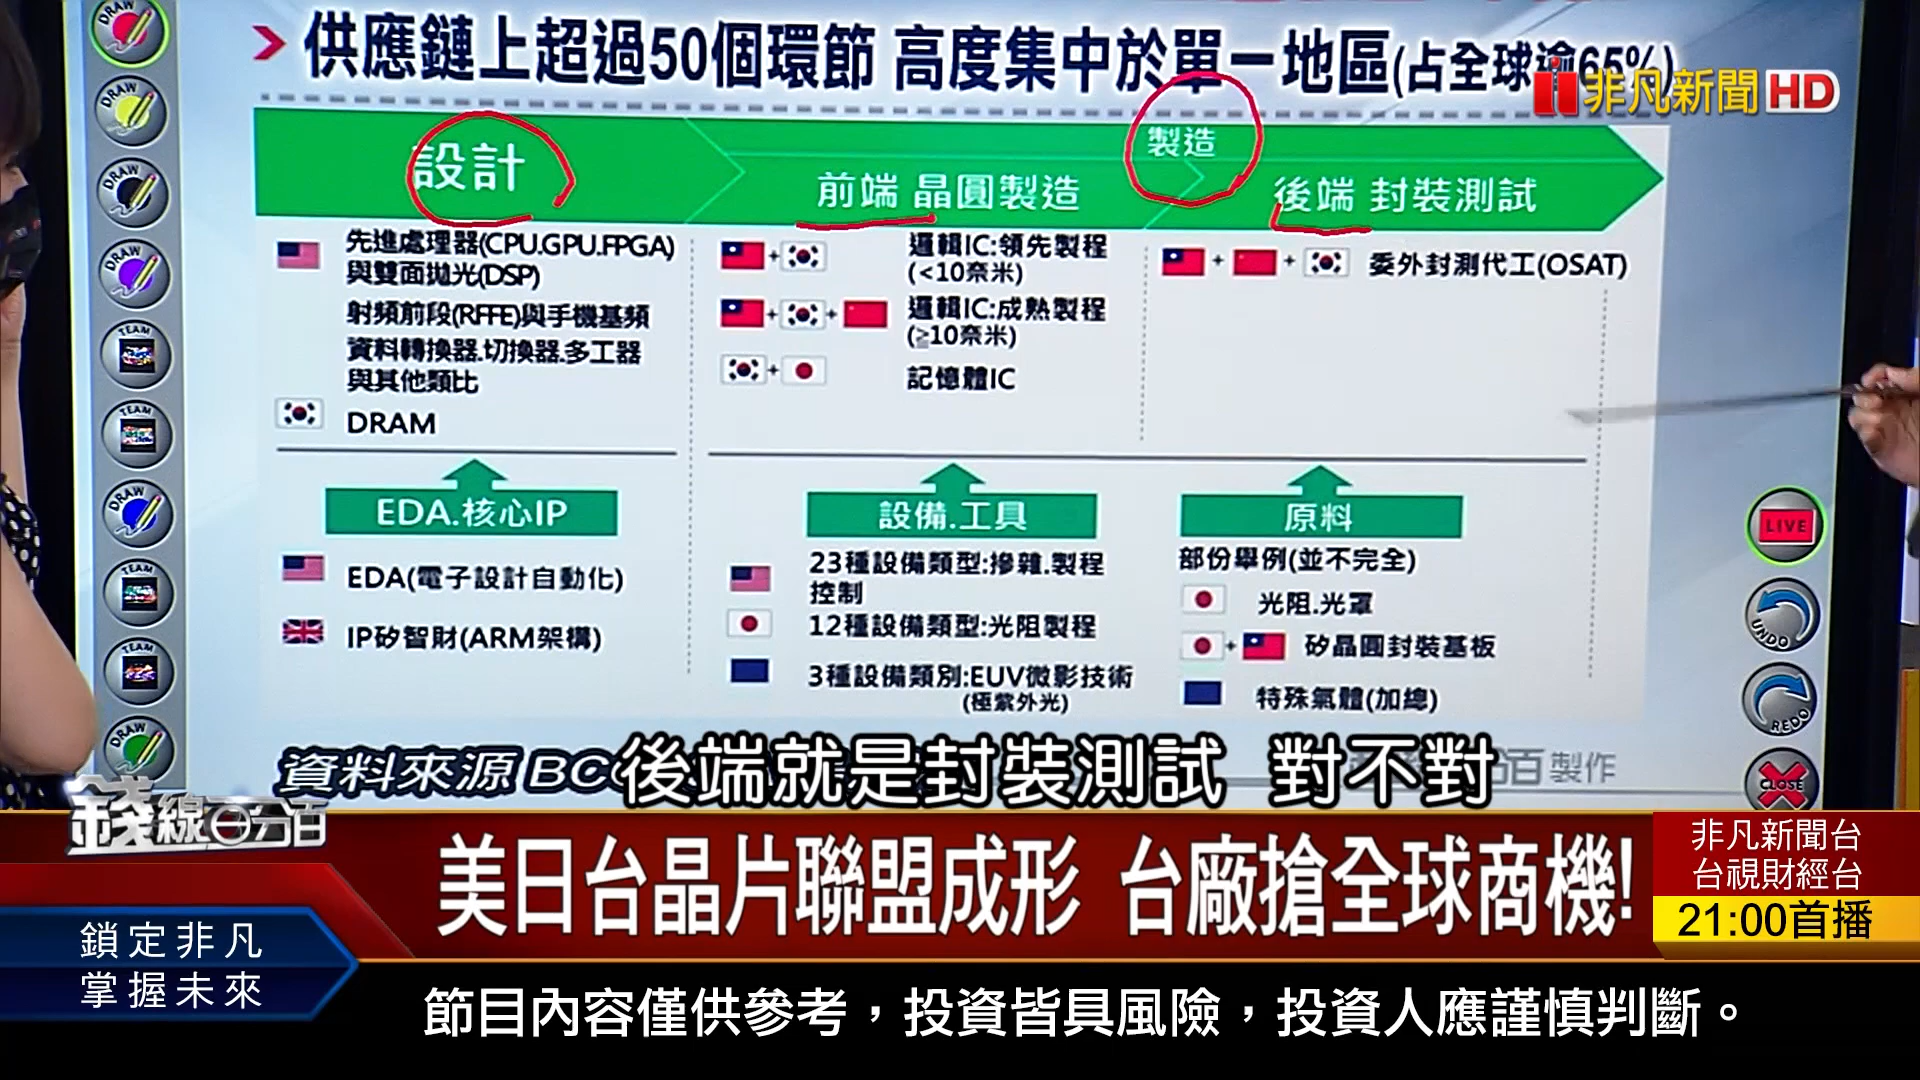 供應鏈上超過50個環節 高度集中於單一地區(占全球逾65%)
非凡新聞HD
設計
製造
前端 晶圓製造
後端 封裝測試
先進處理器(CPU.GPU.FPGA)
與雙面拋光(DSP)
射頻前段(RFFE)與手機基頻
資料轉換器.切換器.多工器
與其他類比
DRAM
+
邏輯IC:領先製程
(<10奈米)
+ +
邏輯IC:成熟製程
(≥10奈米)
+
記憶體IC
+ +
委外封測代工(OSAT)
EDA.核心IP
EDA(電子設計自動化)
IP矽智財(ARM架構)
設備.工具
23種設備類型:摻雜.製程
控制
12種設備類型:光阻製程
3種設備類別:EUV微影技術
(極紫外光)
原料
部份舉例(並不完全)
光阻.光罩
+
矽晶圓封裝基板
特殊氣體(加總)
DRAW
DRAW
DRAW
DRAW
TEAM
TEAM
DRAW
TEAM
TEAM
DRAW
LIVE
UNDO
REDO
CLOSE
資料來源 BC
百 製作
後端就是封裝測試 對不對
錢線百分百
美日台晶片聯盟成形 台廠搶全球商機!
非凡新聞台
台視財經台
21:00首播
鎖定非凡
掌握未來
節目內容僅供參考，投資皆具風險，投資人應謹慎判斷。